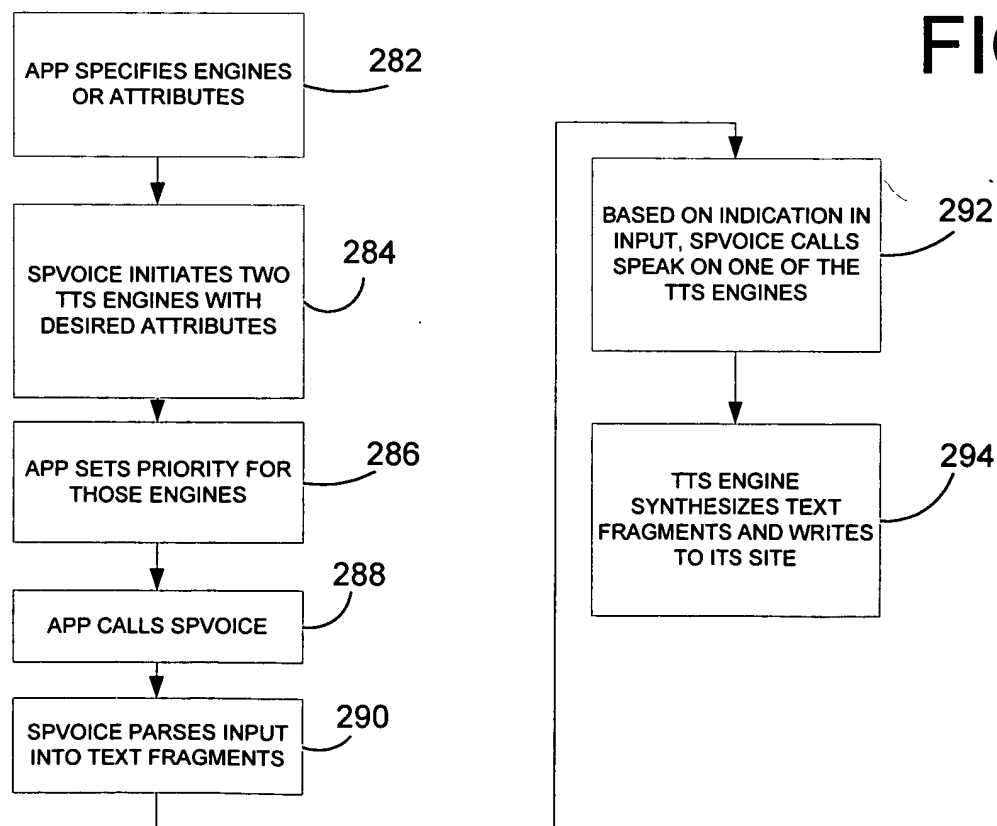 FIG
APP SPECIFIES ENGINES
OR ATTRIBUTES
282
SPVOICE INITIATES TWO
TTS ENGINES WITH
DESIRED ATTRIBUTES
284
APP SETS PRIORITY FOR
THOSE ENGINES
286
APP CALLS SPVOICE
288
SPVOICE PARSES INPUT
INTO TEXT FRAGMENTS
290
BASED ON INDICATION IN
INPUT, SPVOICE CALLS
SPEAK ON ONE OF THE
TTS ENGINES
292
TTS ENGINE
SYNTHESIZES TEXT
FRAGMENTS AND WRITES
TO ITS SITE
294